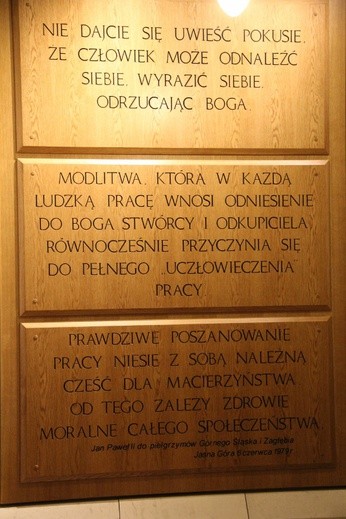 NIE DAJCIE SIĘ UWIEŚĆ POKUSIE,
ŻE CZŁOWIEK MOŻE ODNALEŹĆ
SIEBIE, WYRAZIĆ SIEBIE,
ODRZUCAJĄC BOGA.
MODLITWA, KTÓRA W KAŻDĄ
LUDZKĄ PRACĘ WNOSI ODNIESIENIE
DO BOGA STWÓRCY I ODKUPICIELA,
RÓWNOCZEŚNIE PRZYCZYNIA SIĘ
DO PEŁNEGO „UCZŁOWIECZENIA”
PRACY
PRAWDZIWE POSZANOWANIE
PRACY NIESIE Z SOBĄ NALEŻNĄ
CZEŚĆ DLA MACIERZYŃSTWA
OD TEGO ZALEŻY ZDROWIE
MORALNE CAŁEGO SPOŁECZEŃSTWA.
Jan Paweł II do pielgrzymów Górnego Śląska i Zagłębia
Jasna Góra 6 czerwca 1979 r